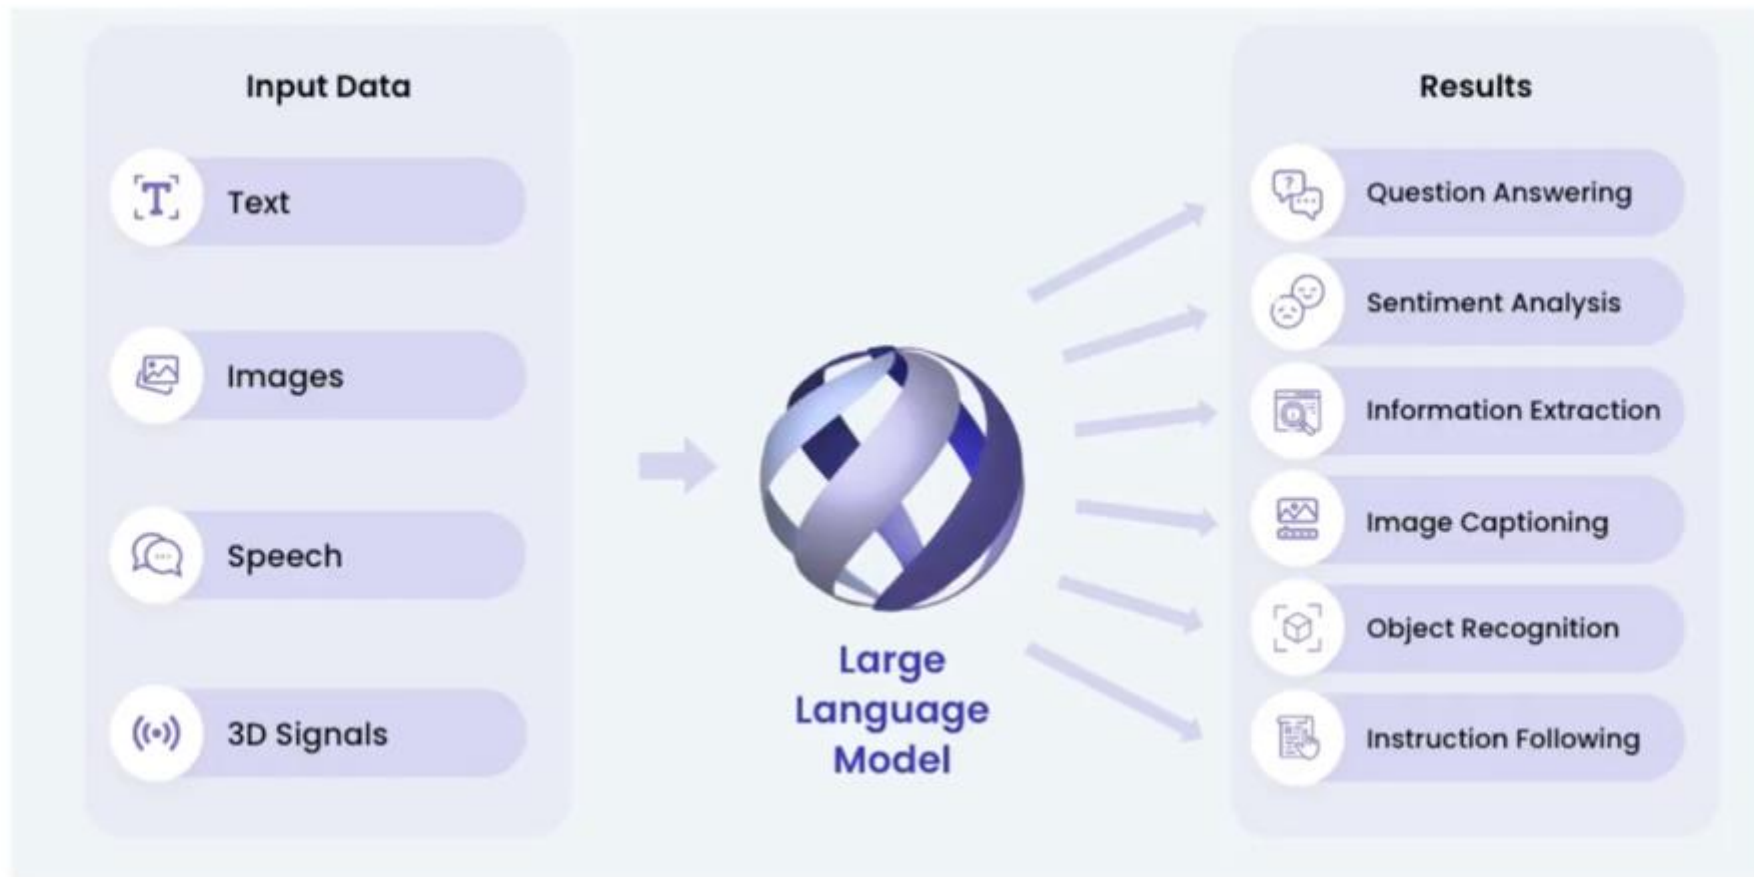 Input Data
Text
Images
Speech
3D Signals
Large
Language
Model
Results
Question Answering
Sentiment Analysis
Information Extraction
Image Captioning
Object Recognition
Instruction Following